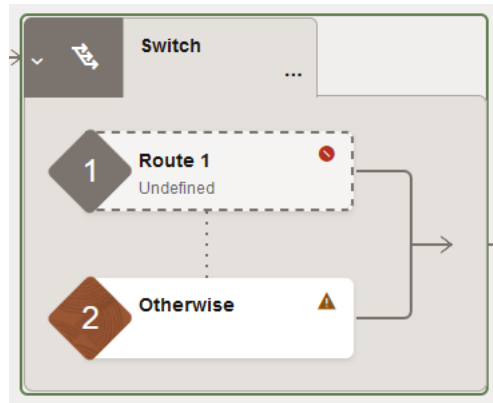 Switch
...
1
Route 1
Undefined
2
Otherwise